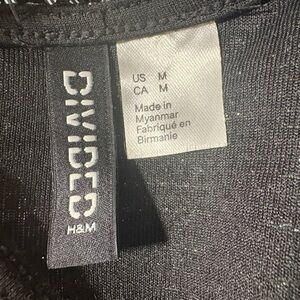 DIVIDED
H&M
US M
CA M
Made in
Myanmar
Fabriqué en
Birmanie